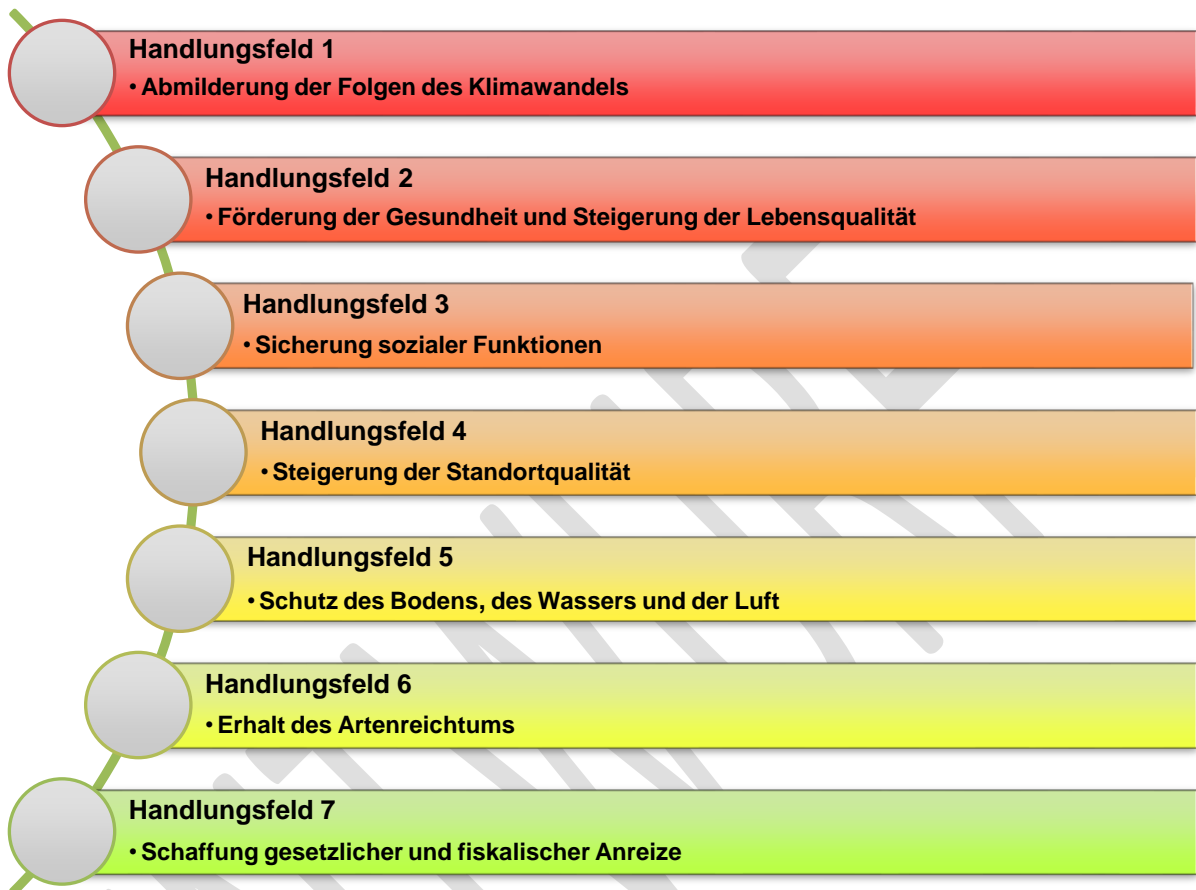 Handlungsfeld 1
• Abmilderung der Folgen des Klimawandels
Handlungsfeld 2
• Förderung der Gesundheit und Steigerung der Lebensqualität
Handlungsfeld 3
• Sicherung sozialer Funktionen
Handlungsfeld 4
• Steigerung der Standortqualität
Handlungsfeld 5
• Schutz des Bodens, des Wassers und der Luft
Handlungsfeld 6
• Erhalt des Artenreichtums
Handlungsfeld 7
• Schaffung gesetzlicher und fiskalischer Anreize